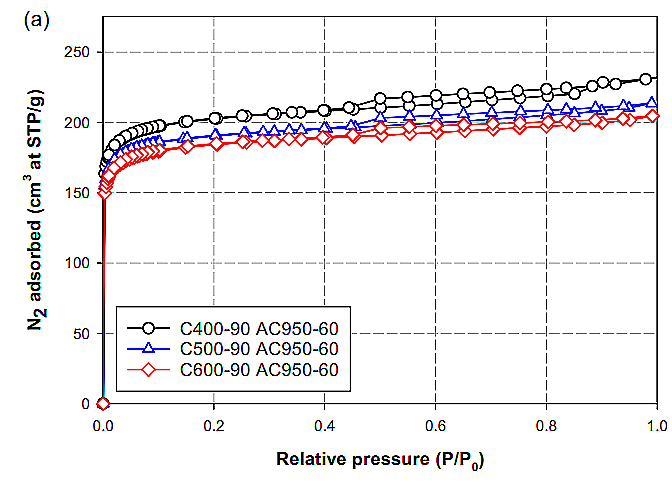 (a)
250
200
150
100
50
0
N₂ adsorbed (cm³ at STP/g)
C400-90 AC950-60
C500-90 AC950-60
C600-90 AC950-60
0.0 0.2 0.4 0.6 0.8 1.0
Relative pressure (P/P₀)